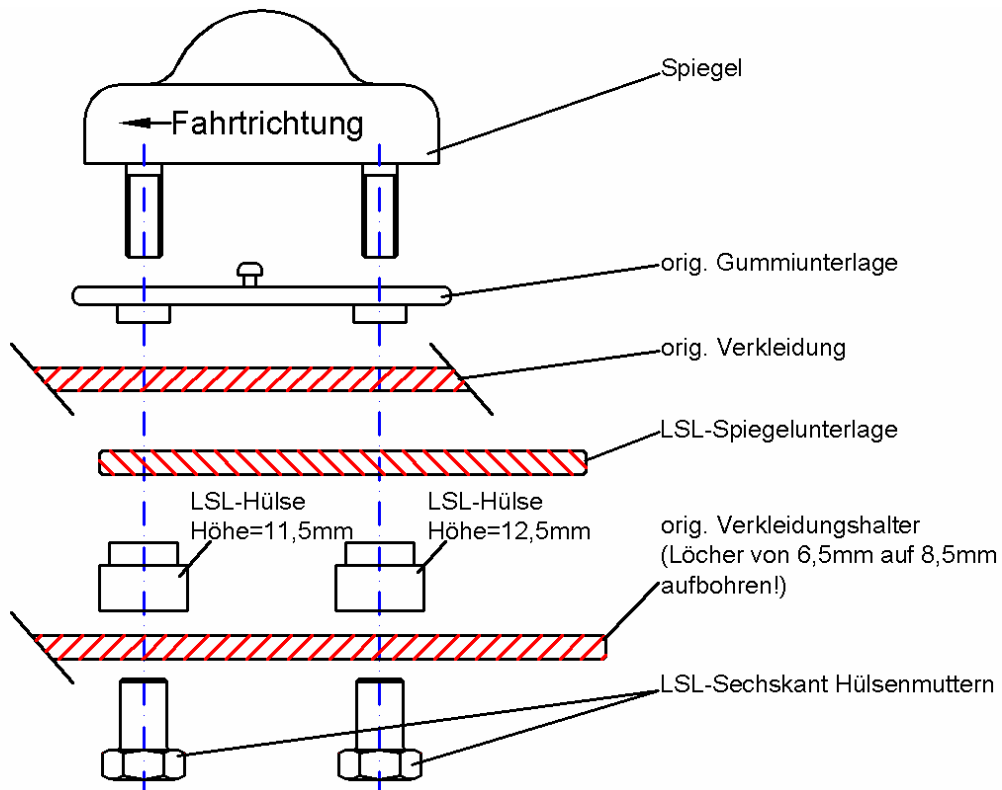 Spiegel
Fahrtrichtung
orig. Gummiunterlage
orig. Verkleidung
LSL-Spiegelunterlage
LSL-Hülse
Höhe=11,5mm
LSL-Hülse
Höhe=12,5mm
orig. Verkleidungshalter
(Löcher von 6,5mm auf 8,5mm
aufbohren!)
LSL-Sechskant Hülsenmuttern